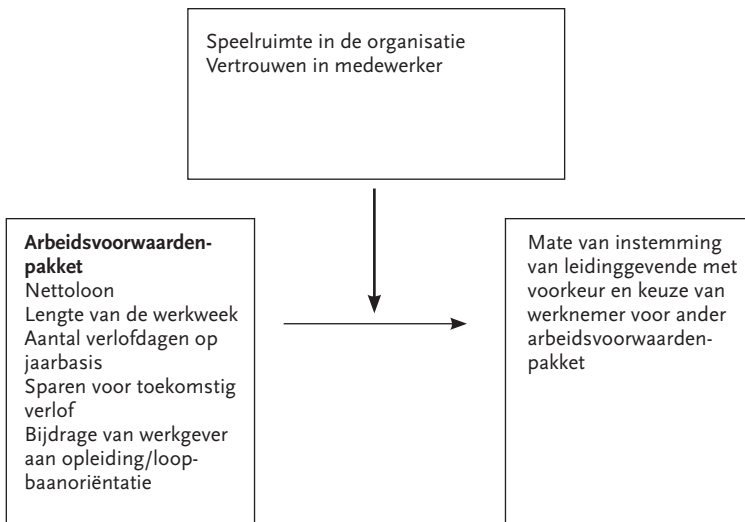 Speelruimte in de organisatie
Vertrouwen in medewerker
Arbeidsvoorwaarden-
pakket
Nettoloon
Lengte van de werkweek
Aantal verlofdagen op
jaarbasis
Sparen voor toekomstig
verlof
Bijdrage van werkgever
aan opleiding/loop-
baanoriëntatie
Mate van instemming
van leidinggevende met
voorkeur en keuze van
werknemer voor ander
arbeidsvoorwaarden-
pakket